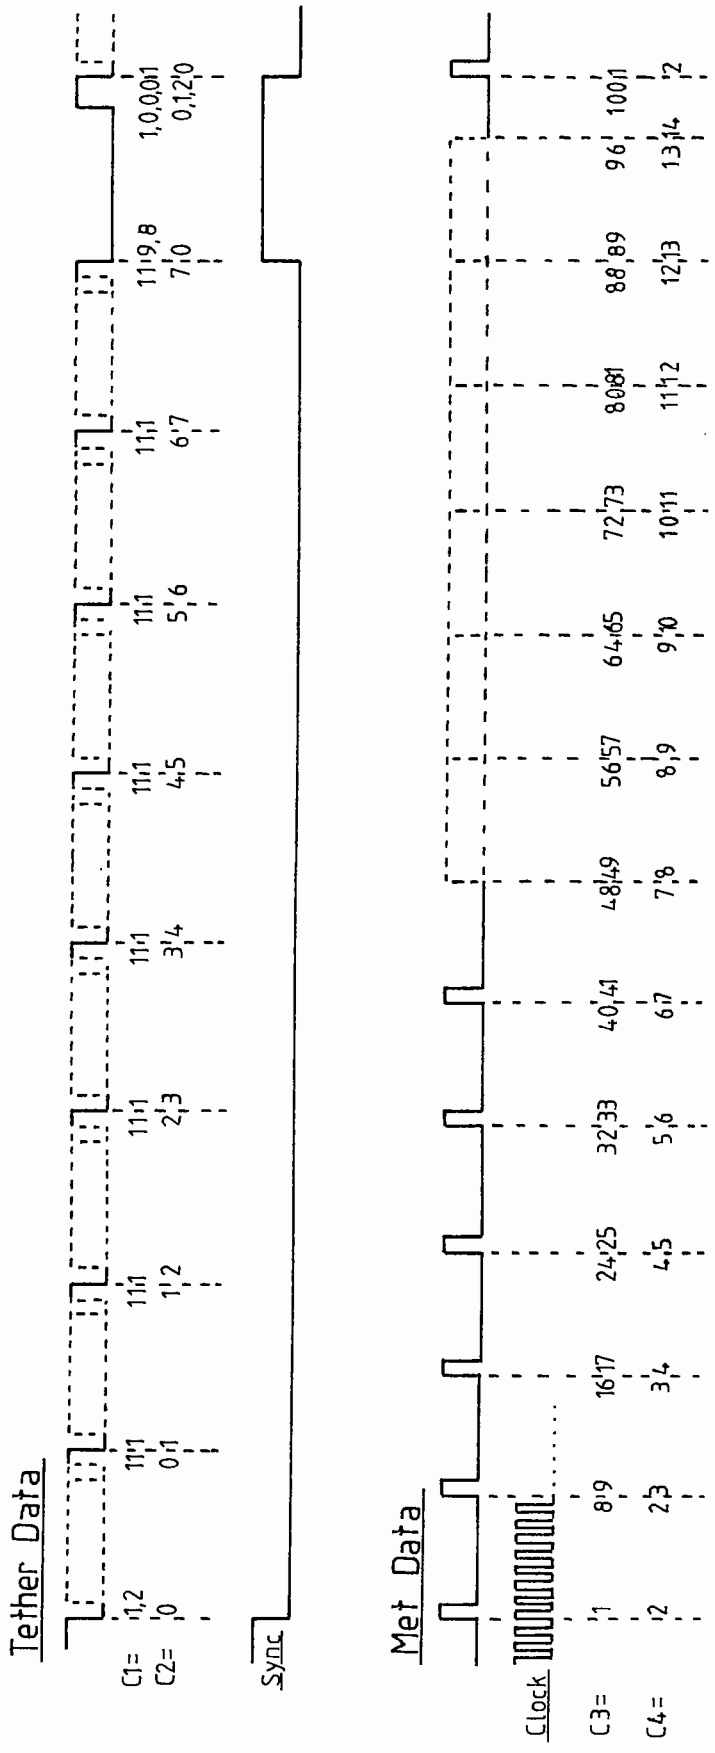 Tether Data
C1= 1,2 11,1 11,1 11,1 11,1 11,1 11,1 11,1 11,9,8 1,0,0,0,1
C2= 0 0,1 1,2 2,3 3,4 4,5 5,6 6,7 7,0 0,1,2,0
Sync
Met Data
Clock
C3= 1 8,9 16,17 24,25 32,33 40,41 48,49 56,57 64,65 72,73 80,81 88,89 96 100,1
C4= 2 2,3 3,4 4,5 5,6 6,7 7,8 8,9 9,10 10,11 11,12 12,13 13,14 2